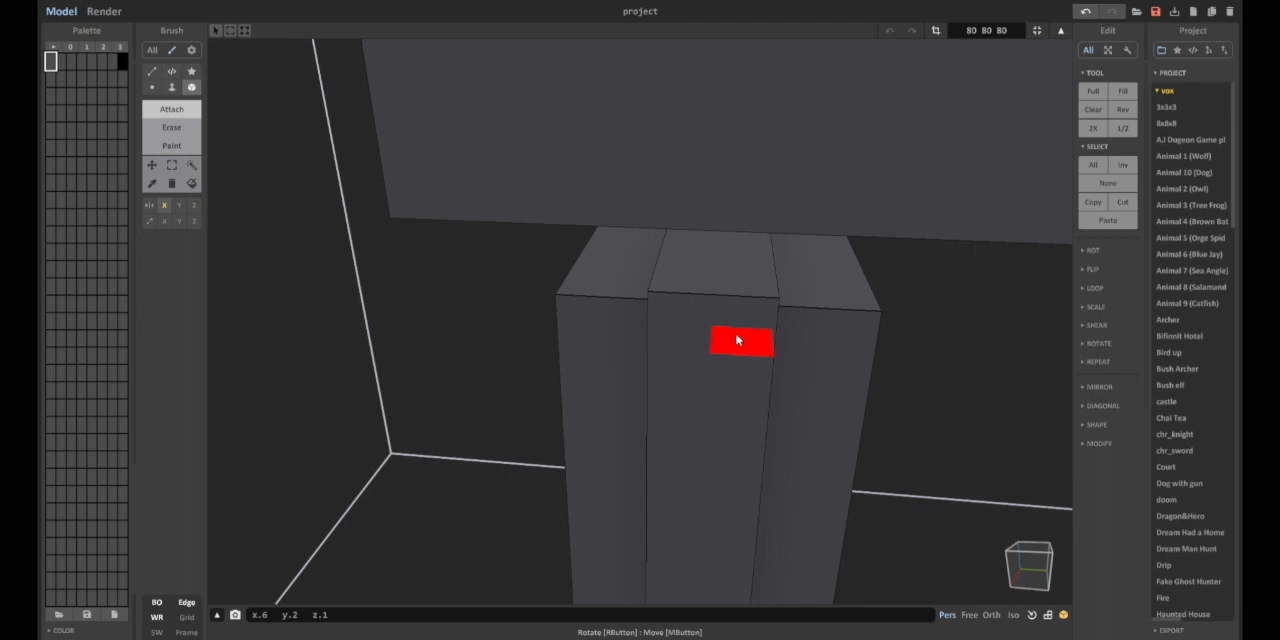 Model Render
project
Palette
0 1 2 3
COLOR
Brush
All
Attach
Erase
Paint
X Y Z
X Y Z
BO Edge
WR Grid
SW Frame
80 80 80
x.6 y.2 z.1
Pers Free Orth Iso
Rotate [RButton] : Move [MButton]
Edit
All
TOOL
Full Fill
Clear Rev
2X 1/2
SELECT
All Inv
None
Copy Cut
Paste
ROT
FLIP
LOOP
SCALE
SHEAR
ROTATE
REPEAT
MIRROR
DIAGONAL
SHAPE
MODIFY
Project
PROJECT
vox
3x3x3
8x8x8
A.I Dugeon Game pl
Animal 1 (Wolf)
Animal 10 (Dog)
Animal 2 (Owl)
Animal 3 (Tree Frog)
Animal 4 (Brown Bat
Animal 5 (Orge Spid
Animal 6 (Blue Jay)
Animal 7 (Sea Angle)
Animal 8 (Salamand
Animal 9 (Catfish)
Archer
Bifinnit Hotel
Bird up
Bush Archer
Bush elf
castle
Chai Tea
chr_knight
chr_sword
Court
Dog with gun
doom
Dragon&Hero
Dream Had a Home
Dream Man Hunt
Drip
Fake Ghost Hunter
Fire
Haunted House
EXPORT